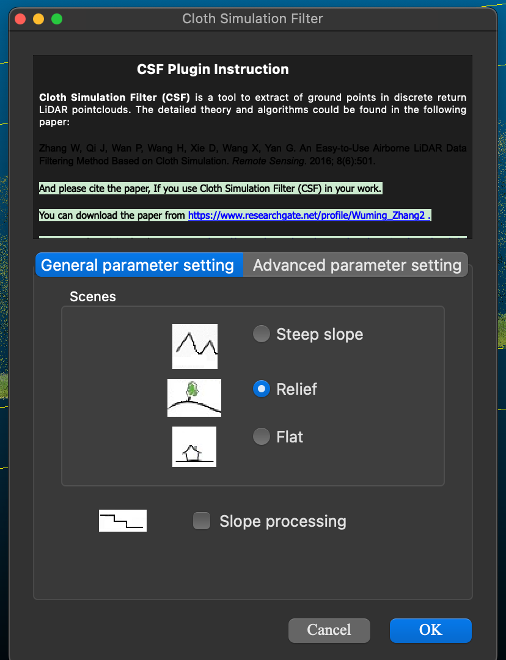 Cloth Simulation Filter
CSF Plugin Instruction
Cloth Simulation Filter (CSF) is a tool to extract of ground points in discrete return
LiDAR pointclouds. The detailed theory and algorithms could be found in the following
paper:
Zhang W, Qi J, Wan P, Wang H, Xie D, Wang X, Yan G. An Easy-to-Use Airborne LiDAR Data
Filtering Method Based on Cloth Simulation. Remote Sensing. 2016; 8(6):501.
And please cite the paper, If you use Cloth Simulation Filter (CSF) in your work.
You can download the paper from https://www.researchgate.net/profile/Wuming_Zhang2 .
General parameter setting Advanced parameter setting
Scenes
Steep slope
Relief
Flat
Slope processing
Cancel OK